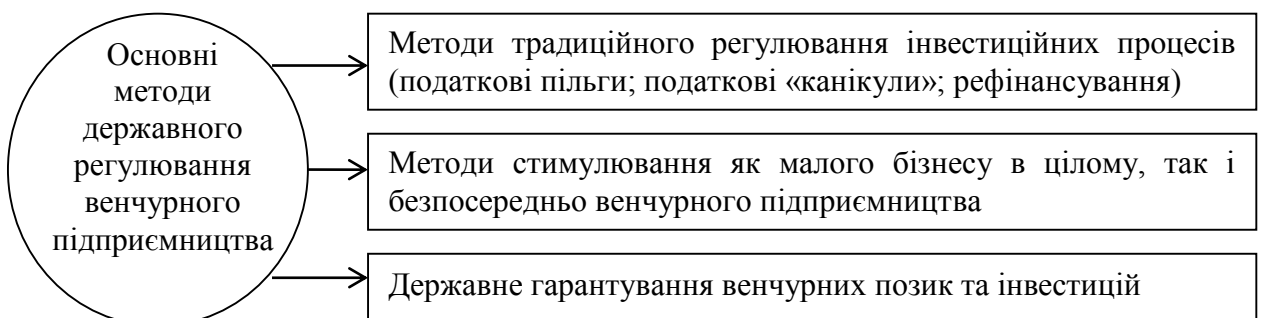 Основні
методи
державного
регулювання
венчурного
підприємництва
Методи традиційного регулювання інвестиційних процесів
(податкові пільги; податкові «канікули»; рефінансування)
Методи стимулювання як малого бізнесу в цілому, так і
безпосередньо венчурного підприємництва
Державне гарантування венчурних позик та інвестицій